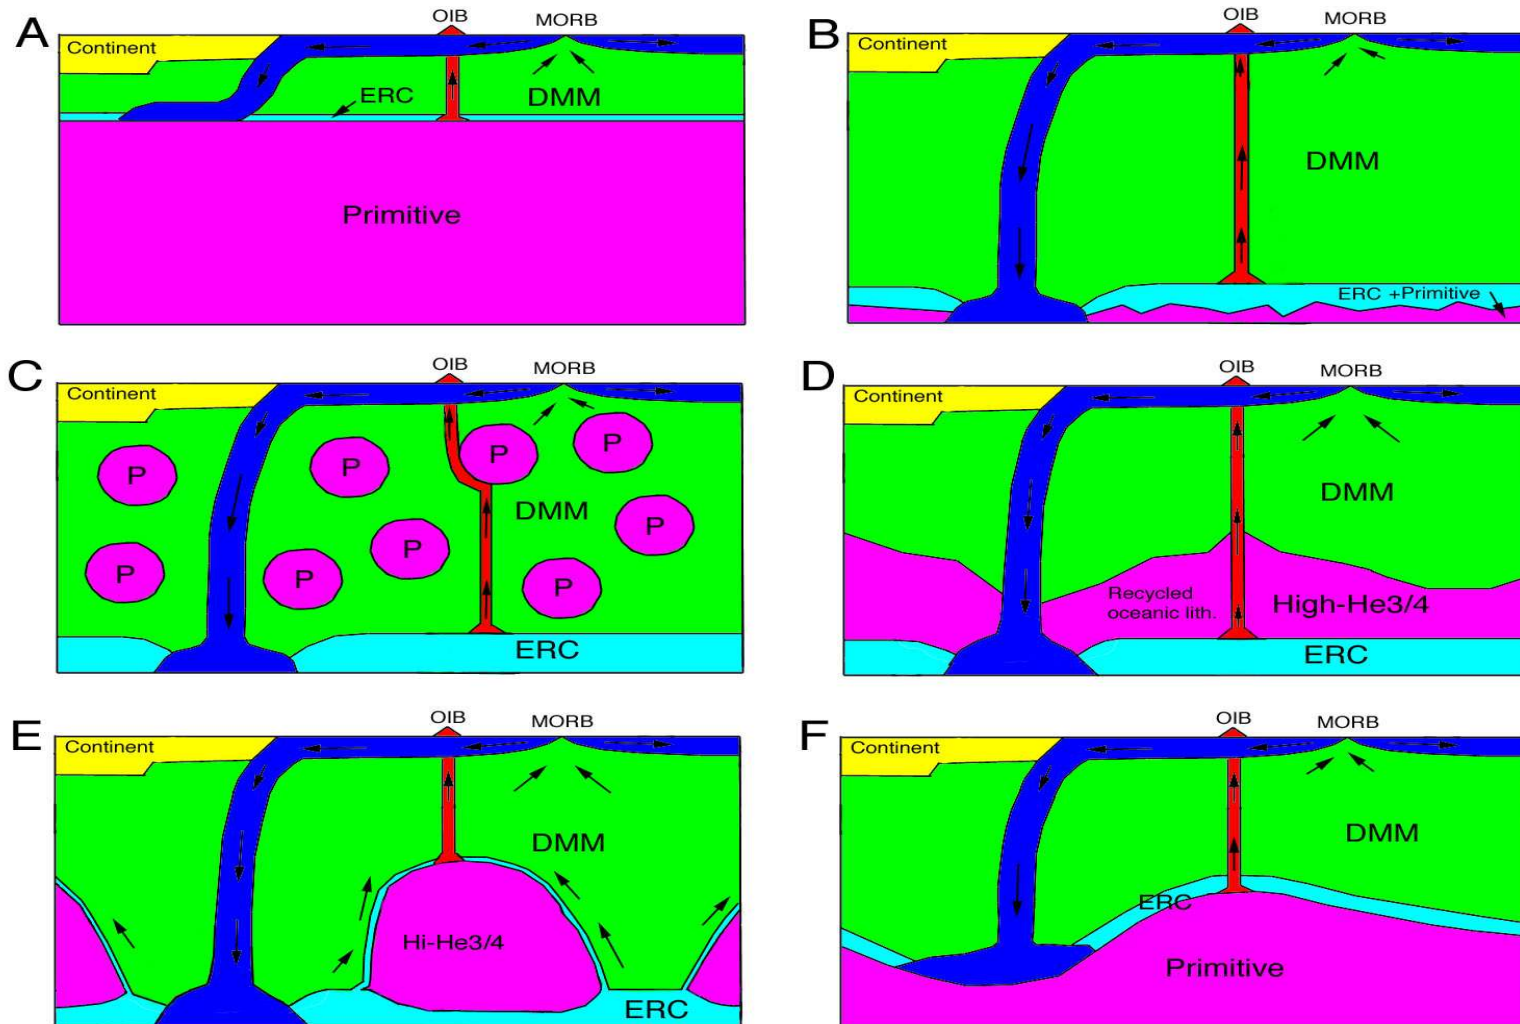 A
OIB
MORB
Continent
ERC
DMM
Primitive
B
OIB
MORB
Continent
DMM
ERC +Primitive
C
OIB
MORB
Continent
P
P
P
P
P
DMM
P
P
P
P
ERC
D
OIB
MORB
Continent
DMM
Recycled
oceanic lith.
High-He3/4
ERC
E
OIB
MORB
Continent
DMM
Hi-He3/4
ERC
F
OIB
MORB
Continent
DMM
ERC
Primitive